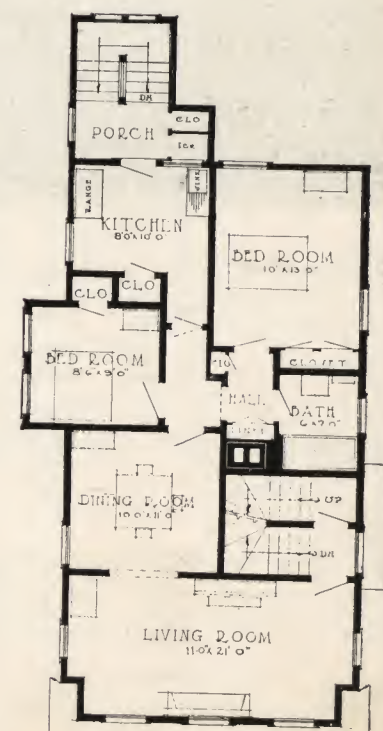 DN
PORCH
CLO
ICE
RANGE
SINK
KITCHEN
8'0"x10'0"
BED ROOM
10'x13'0"
CLO
CLO
BED ROOM
8'6"x9'0"
CLO
CLOSET
HALL
BATH
6'x7'0"
DINING ROOM
10'0"x11'0"
UP
DN
LIVING ROOM
11'0"x21'0"